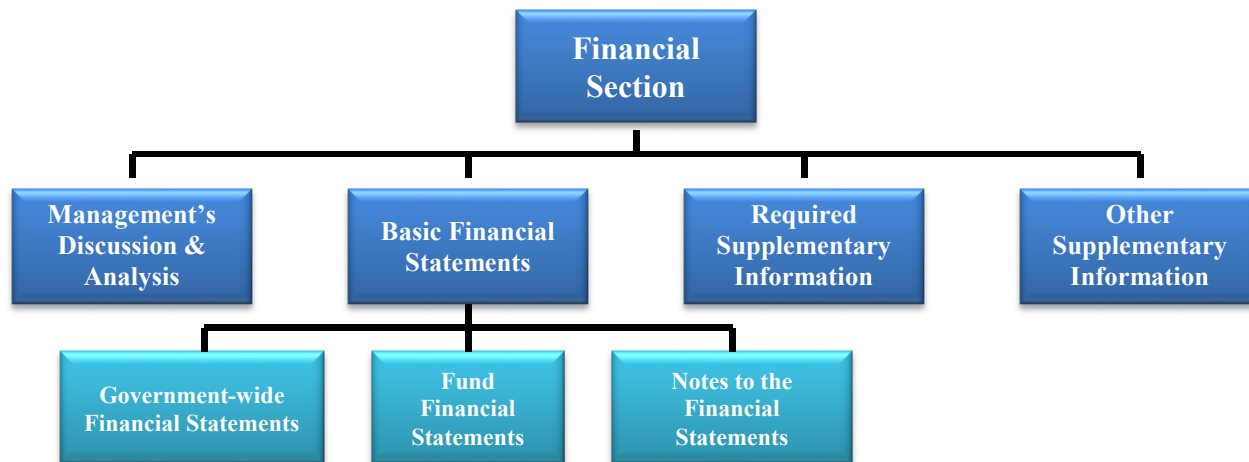 Financial
Section
Management’s
Discussion &
Analysis
Basic Financial
Statements
Required
Supplementary
Information
Other
Supplementary
Information
Government-wide
Financial Statements
Fund
Financial
Statements
Notes to the
Financial
Statements